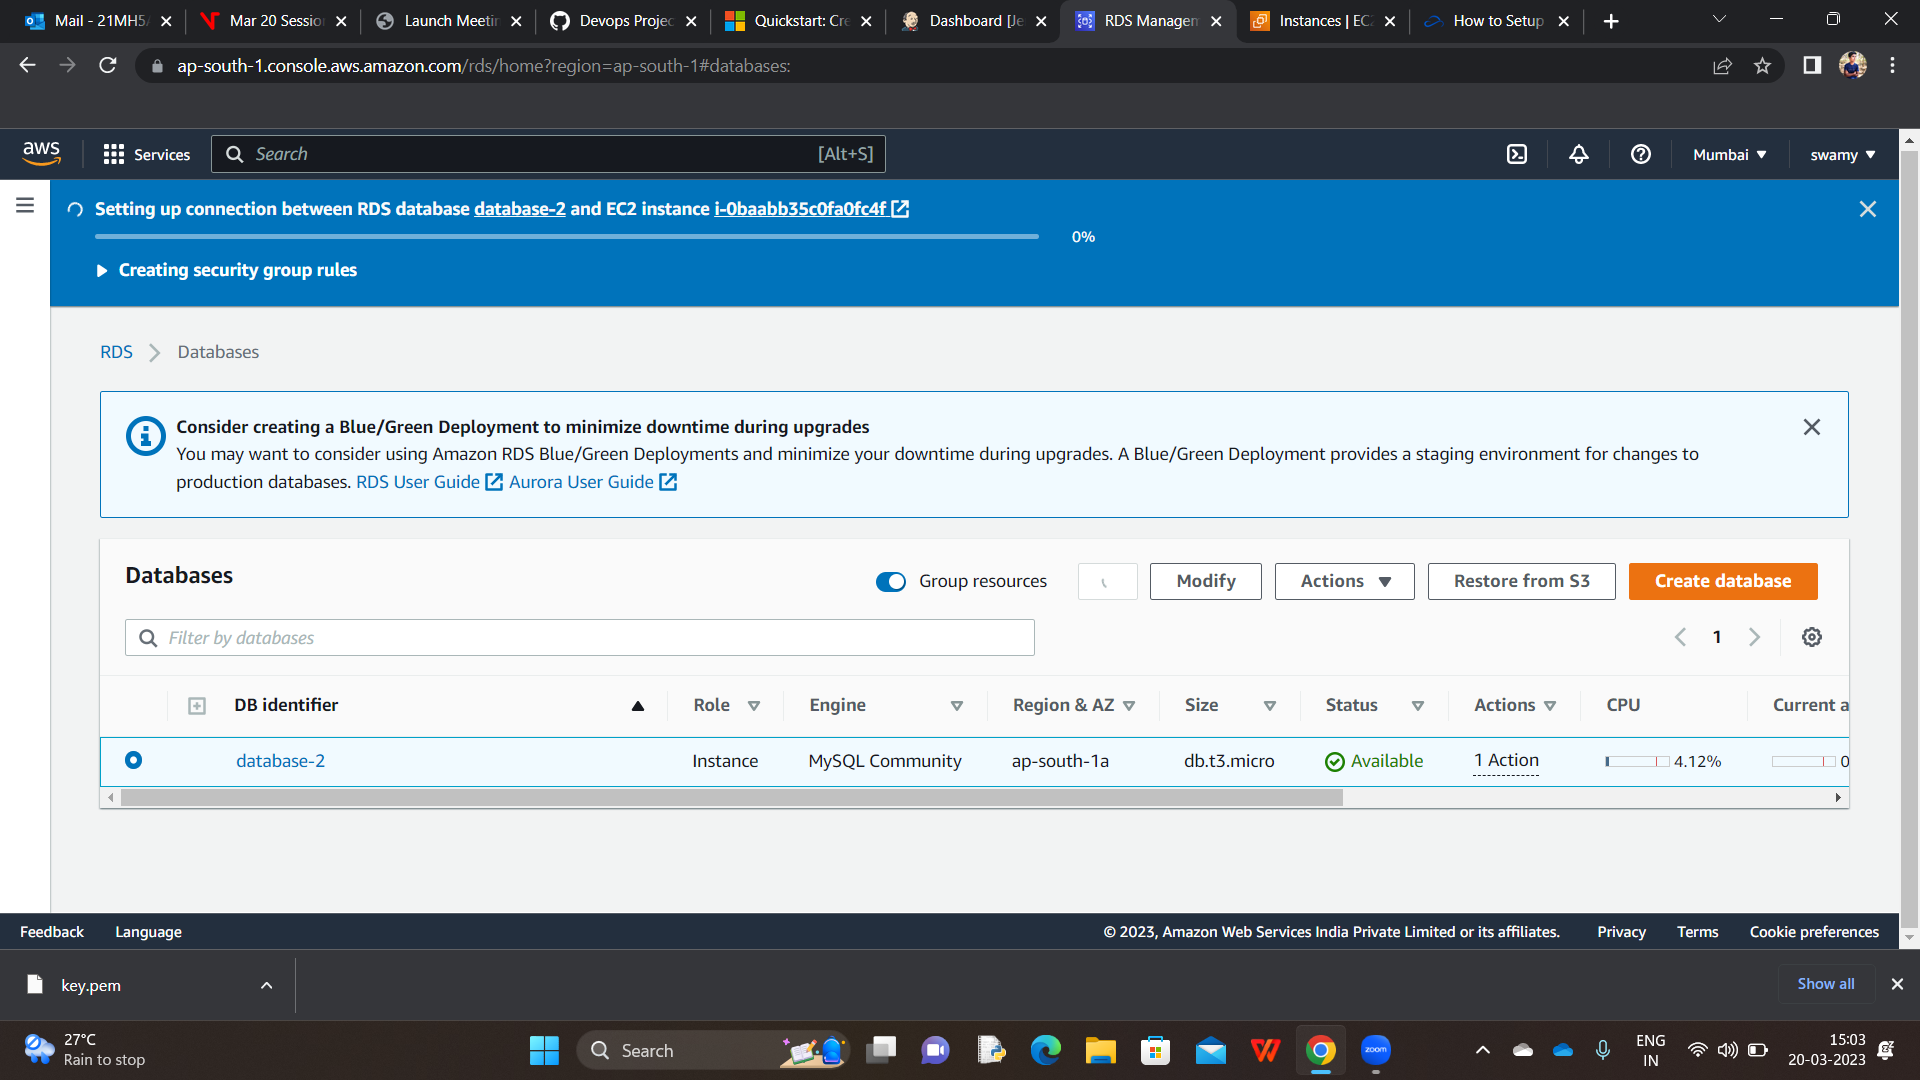 Mail - 21MH5
Mar 20 Sessio
Launch Meetin
Devops Projec
Quickstart: Cre
Dashboard [Je
RDS Managem
Instances | EC2
How to Setup
ap-south-1.console.aws.amazon.com/rds/home?region=ap-south-1#databases:
aws
Services
Search
[Alt+S]
Mumbai
swamy
Setting up connection between RDS database database-2 and EC2 instance i-0baabb35c0fa0fc4f
0%
Creating security group rules
RDS
Databases
Consider creating a Blue/Green Deployment to minimize downtime during upgrades
You may want to consider using Amazon RDS Blue/Green Deployments and minimize your downtime during upgrades. A Blue/Green Deployment provides a staging environment for changes to
production databases. RDS User Guide Aurora User Guide
Databases
Group resources
Modify
Actions
Restore from S3
Create database
Filter by databases
1
DB identifier
Role
Engine
Region & AZ
Size
Status
Actions
CPU
Current a
database-2
Instance
MySQL Community
ap-south-1a
db.t3.micro
Available
1 Action
4.12%
0
Feedback
Language
© 2023, Amazon Web Services India Private Limited or its affiliates.
Privacy
Terms
Cookie preferences
key.pem
Show all
27°C
Rain to stop
Search
zoom
ENG
IN
15:03
20-03-2023